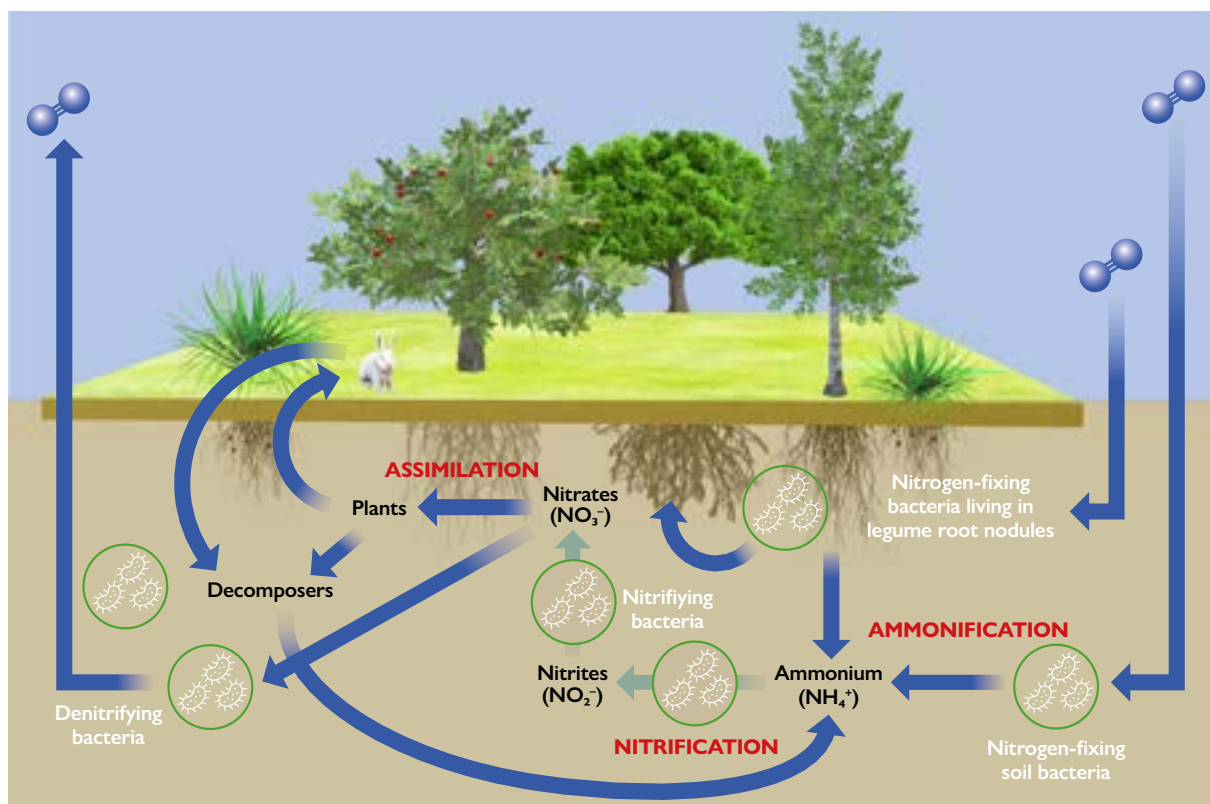 ASSIMILATION
Plants
Nitrates
(NO₃⁻)
Nitrogen-fixing
bacteria living in
legume root nodules
Decomposers
Nitrifiying
bacteria
AMMONIFICATION
Nitrites
(NO₂⁻)
Ammonium
(NH₄⁺)
Denitrifying
bacteria
NITRIFICATION
Nitrogen-fixing
soil bacteria